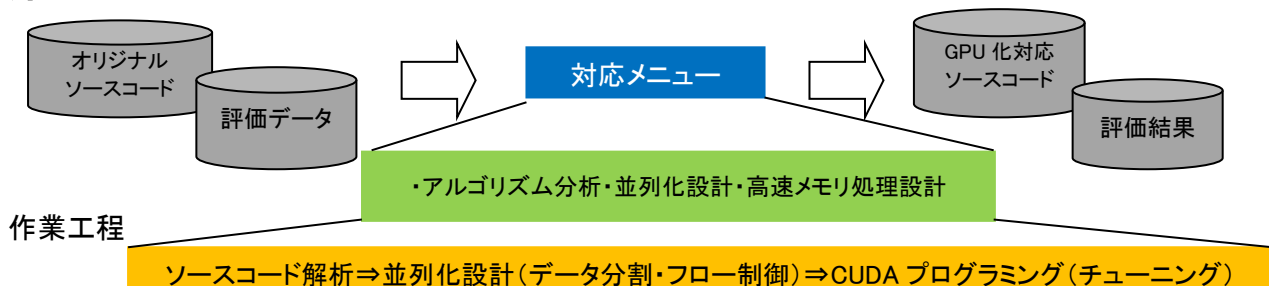 オリジナル
ソースコード
評価データ
対応メニュー
GPU 化対応
ソースコード
評価結果
・アルゴリズム分析・並列化設計・高速メモリ処理設計
作業工程
ソースコード解析⇒並列化設計（データ分割・フロー制御）⇒CUDA プログラミング（チューニング）